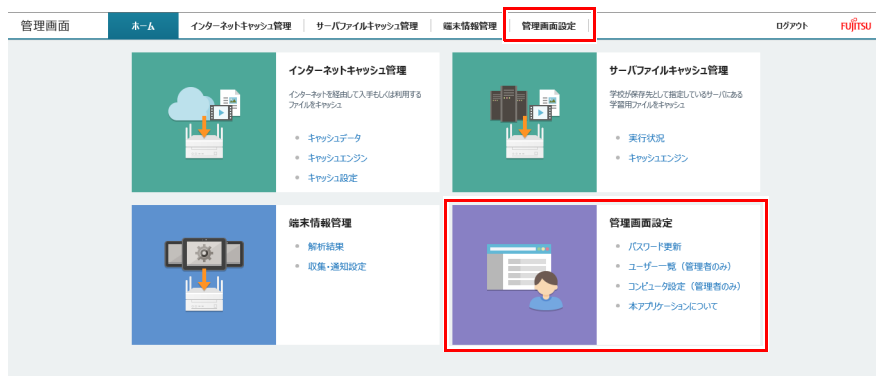 管理画面
ホーム
インターネットキャッシュ管理
サーバファイルキャッシュ管理
端末情報管理
管理画面設定
ログアウト
FUJITSU
インターネットキャッシュ管理
インターネットを経由して入手もしくは利用する
ファイルをキャッシュ
キャッシュデータ
キャッシュエンジン
キャッシュ設定
サーバファイルキャッシュ管理
学校が保存先として指定しているサーバにある
学習用ファイルをキャッシュ
実行状況
キャッシュエンジン
端末情報管理
解析結果
収集・通知設定
管理画面設定
パスワード更新
ユーザー一覧（管理者のみ）
コンピュータ設定（管理者のみ）
本アプリケーションについて